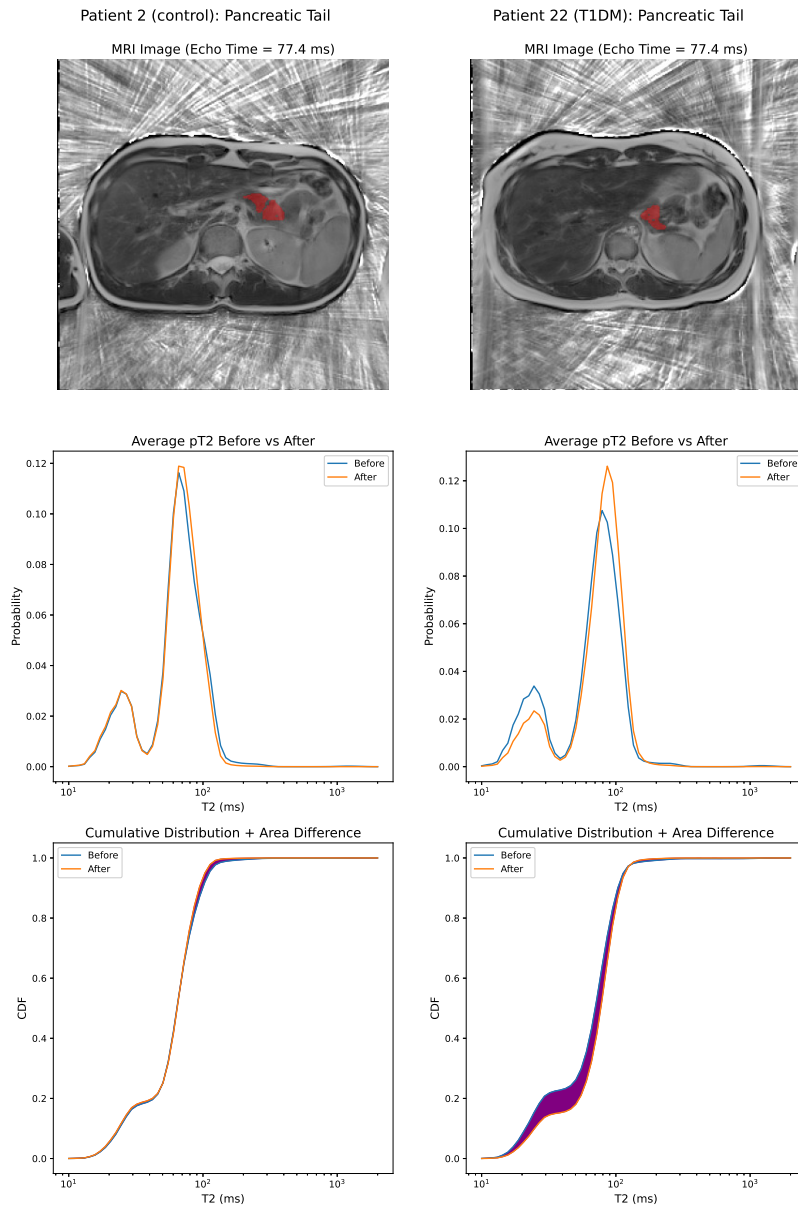 Patient 2 (control): Pancreatic Tail
MRI Image (Echo Time = 77.4 ms)
Patient 22 (T1DM): Pancreatic Tail
MRI Image (Echo Time = 77.4 ms)
Average pT2 Before vs After
Before
After
Probability
0.12
0.10
0.08
0.06
0.04
0.02
0.00
10¹ 10² 10³
T2 (ms)
Average pT2 Before vs After
Before
After
Probability
0.12
0.10
0.08
0.06
0.04
0.02
0.00
10¹ 10² 10³
T2 (ms)
Cumulative Distribution + Area Difference
Before
After
CDF
1.0
0.8
0.6
0.4
0.2
0.0
10¹ 10² 10³
T2 (ms)
Cumulative Distribution + Area Difference
Before
After
CDF
1.0
0.8
0.6
0.4
0.2
0.0
10¹ 10² 10³
T2 (ms)